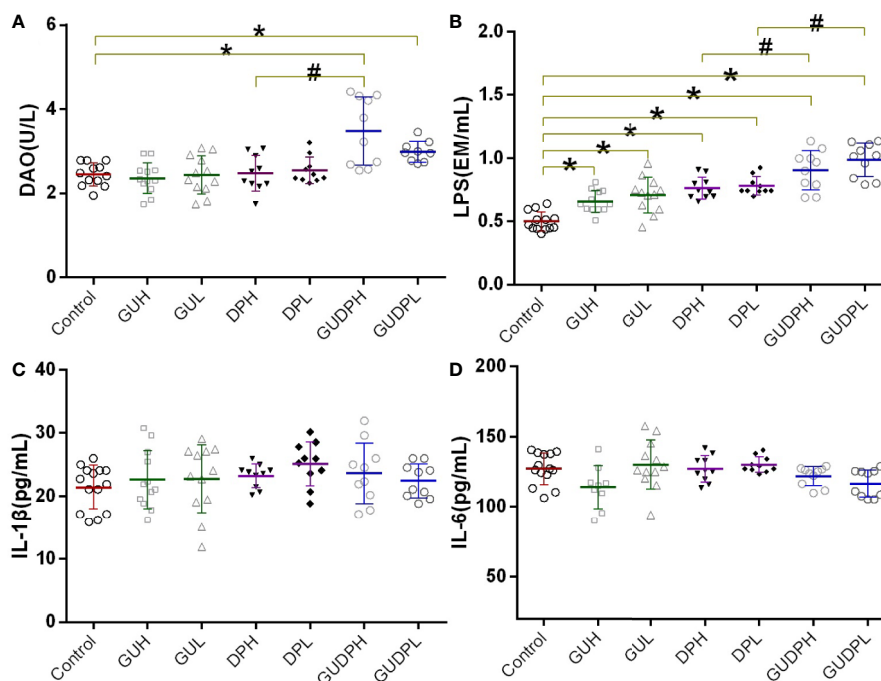 A
DAO(U/L)
6
4
2
0
*
*
#
Control
GUH
GUL
DPH
DPL
GUDPH
GUDPL
B
LPS(EM/mL)
2.0
1.5
1.0
0.5
0.0
#
#
*
*
*
*
*
*
Control
GUH
GUL
DPH
DPL
GUDPH
GUDPL
C
IL-1β(pg/mL)
40
30
20
10
0
Control
GUH
GUL
DPH
DPL
GUDPH
GUDPL
D
IL-6(pg/mL)
200
150
100
50
Control
GUH
GUL
DPH
DPL
GUDPH
GUDPL